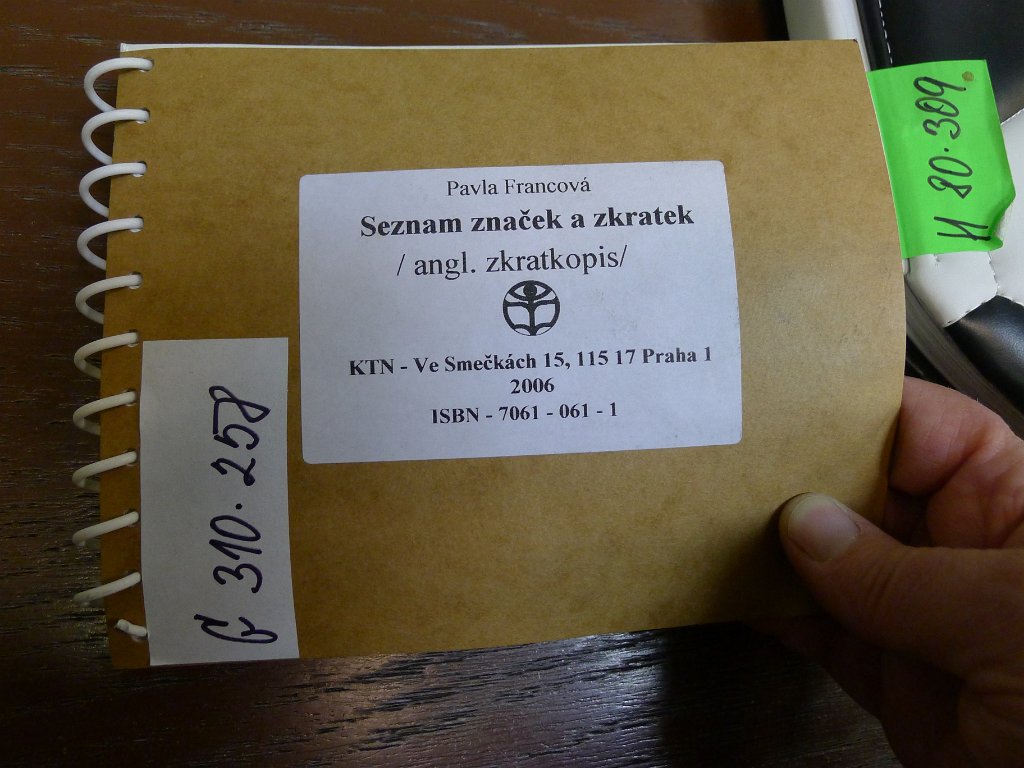 Pavla Francová
Seznam značek a zkratek
/ angl. zkratkopis/
KTN - Ve Smečkách 15, 115 17 Praha 1
2006
ISBN - 7061 - 061 - 1
310.258
80.309